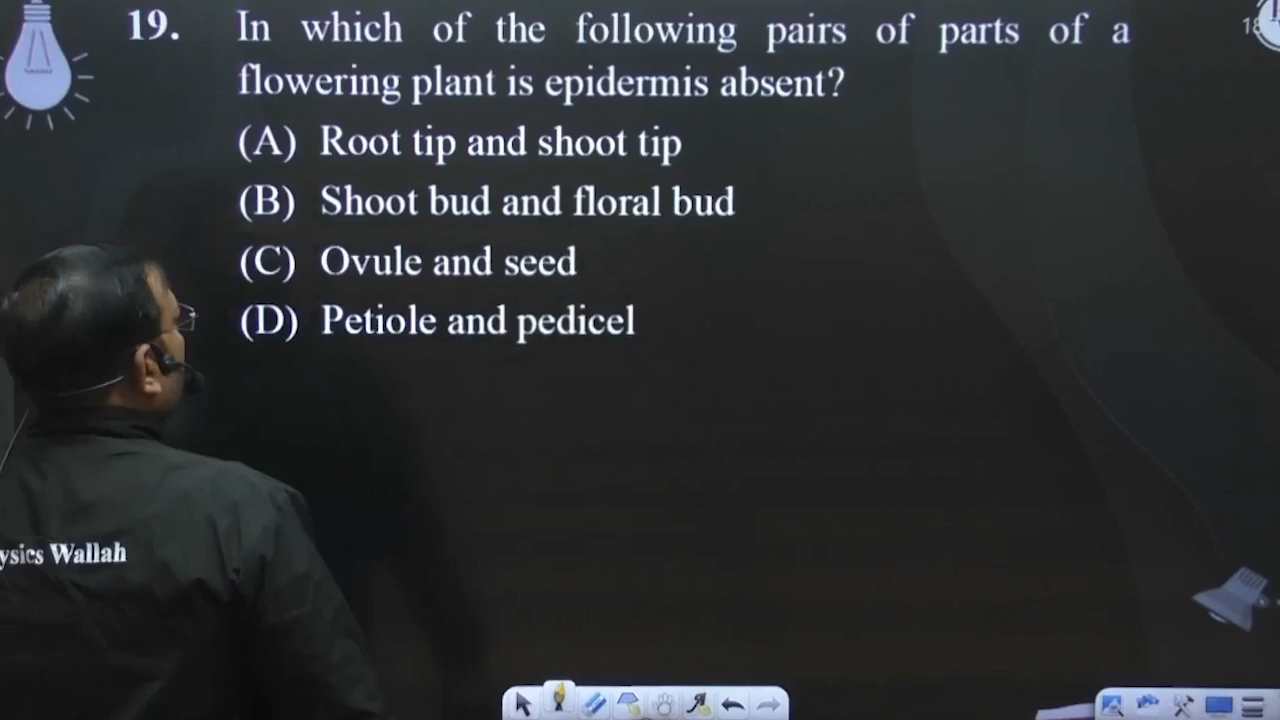 19. In which of the following pairs of parts of a
flowering plant is epidermis absent?
(A) Root tip and shoot tip
(B) Shoot bud and floral bud
(C) Ovule and seed
(D) Petiole and pedicel
ysics Wallah